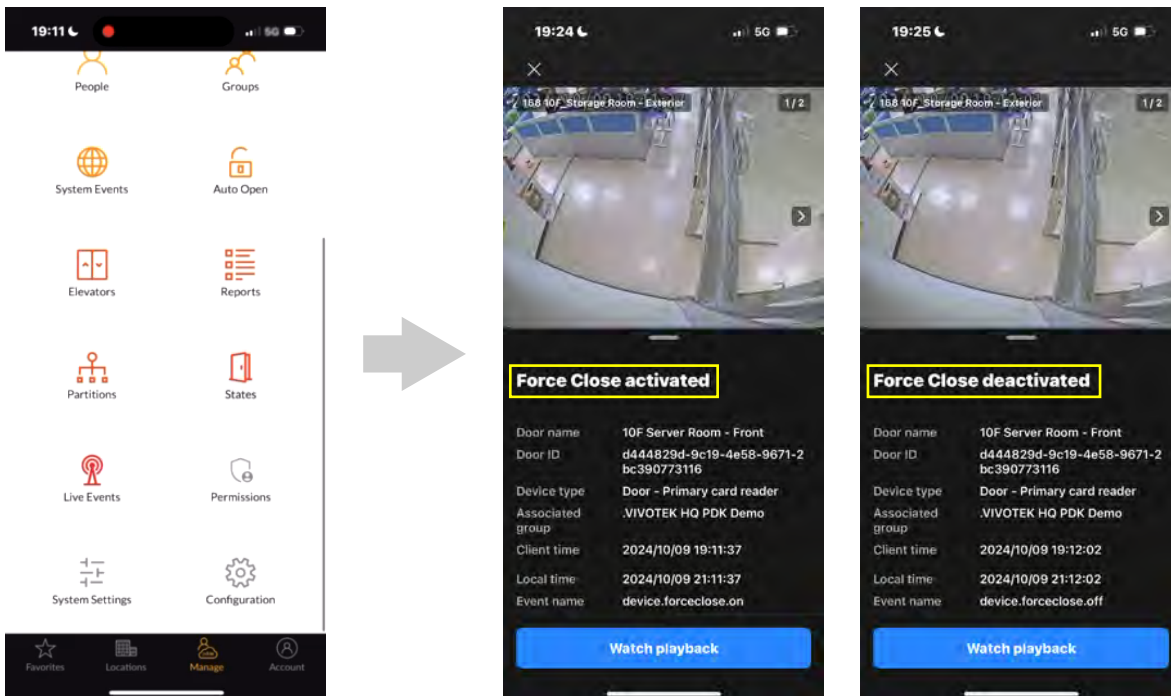 19:11
5G
People
Groups
System Events
Auto Open
Elevators
Reports
Partitions
States
Live Events
Permissions
System Settings
Configuration
Favorites
Locations
Manage
Account
19:24
5G
168 10F_Storage Room - Exterior
1/2
Force Close activated
Door name 10F Server Room - Front
Door ID d444829d-9c19-4e58-9671-2
bc390773116
Device type Door - Primary card reader
Associated .VIVOTEK HQ PDK Demo
group
Client time 2024/10/09 19:11:37
Local time 2024/10/09 21:11:37
Event name device.forceclose.on
Watch playback
19:25
5G
168 10F_Storage Room - Exterior
1/2
Force Close deactivated
Door name 10F Server Room - Front
Door ID d444829d-9c19-4e58-9671-2
bc390773116
Device type Door - Primary card reader
Associated .VIVOTEK HQ PDK Demo
group
Client time 2024/10/09 19:12:02
Local time 2024/10/09 21:12:02
Event name device.forceclose.off
Watch playback